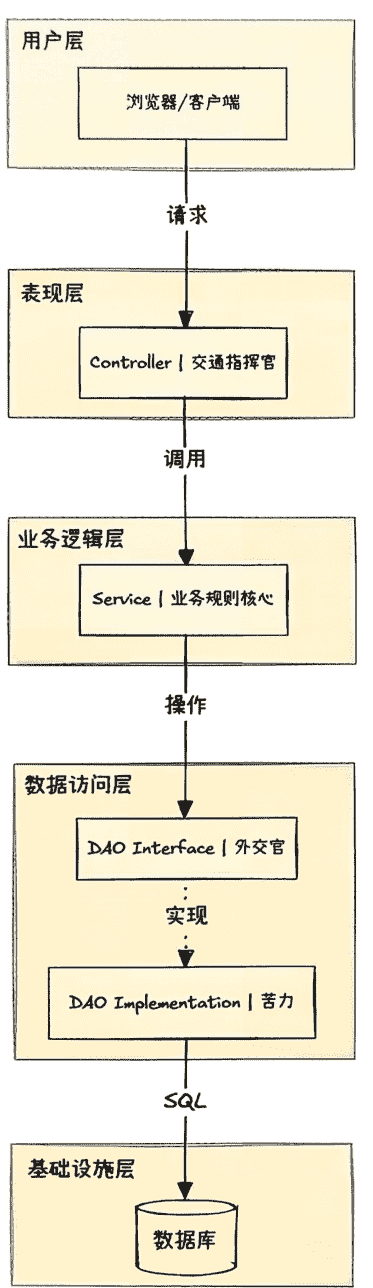 用户层
浏览器/客户端
请求
表现层
Controller | 交通指挥官
调用
业务逻辑层
Service | 业务规则核心
操作
数据访问层
DAO Interface | 外交官
实现
DAO Implementation | 苦力
SQL
基础设施层
数据库